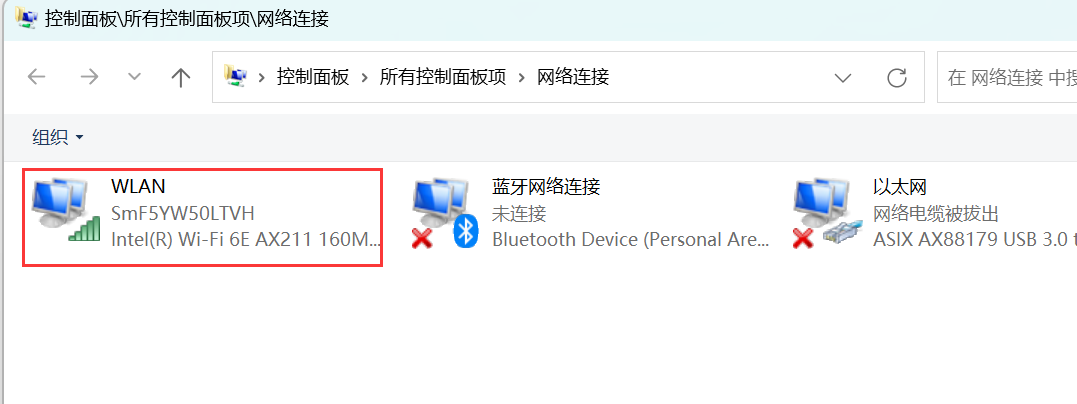 控制面板\所有控制面板项\网络连接
控制面板 > 所有控制面板项 > 网络连接
在 网络连接 中搜
组织
WLAN
SmF5YW50LTVH
Intel(R) Wi-Fi 6E AX211 160M...
蓝牙网络连接
未连接
Bluetooth Device (Personal Are...
以太网
网络电缆被拔出
ASIX AX88179 USB 3.0 t